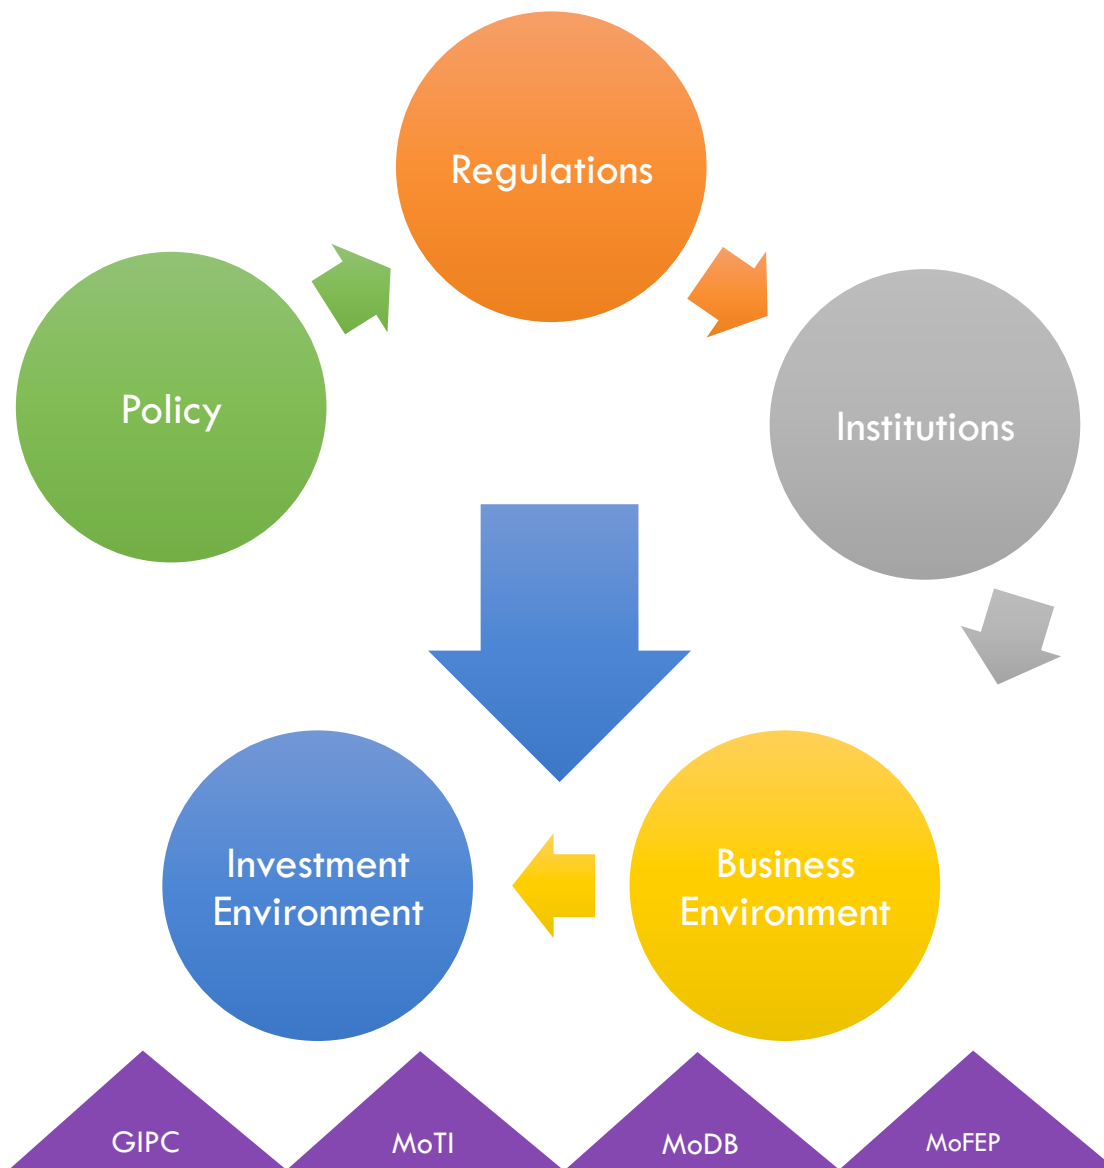 Regulations
Policy
Institutions
Investment
Environment
Business
Environment
GIPC
MoTI
MoDB
MoFEP